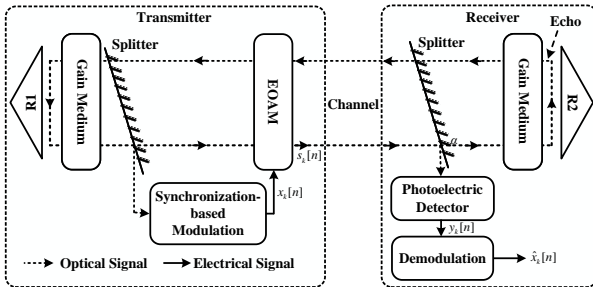 Transmitter
Receiver
Splitter
Splitter
Echo
R1
Gain Medium
EOAM
Channel
Gain Medium
R2
s_k[n]
α
Synchronization-
based
Modulation
x_k[n]
Photoelectric
Detector
y_k[n]
Demodulation
x̂_k[n]
Optical Signal
Electrical Signal